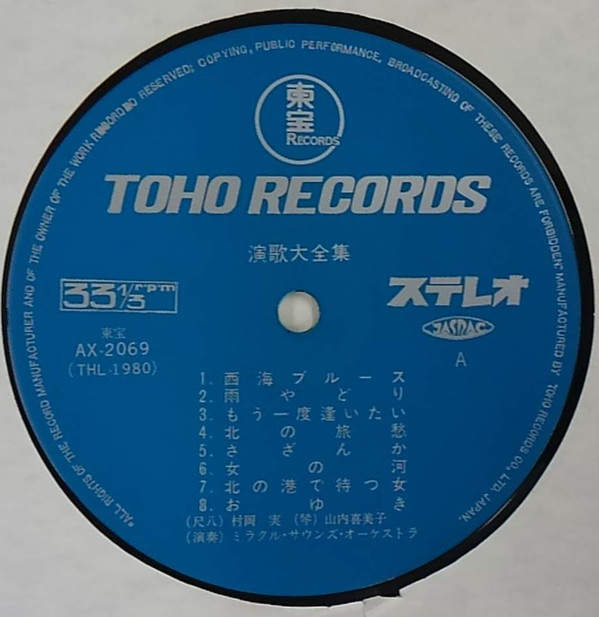 *ALL RIGHTS OF THE RECORD MANUFACTURER AND OF THE OWNER OF THE WORK RECORDED RESERVED; COPYING, PUBLIC PERFORMANCE, BROADCASTING OF THESE RECORDS ARE FORBIDDEN. MANUFACTURED BY TOHO RECORDS CO., LTD. JAPAN.
東宝
RECORDS
TOHO RECORDS
演歌大全集
33 1/3 rpm
ステレオ
JASRAC
東宝
AX-2069
(THL-1980)
A
1. 西海ブルース
2. 雨やどり
3. もう一度逢いたい
4. 北の旅愁
5. さざんか
6. 女の河
7. 北の港で待つ女
8. おゆき
(尺八) 村岡 実 (琴) 山内喜美子
(演奏) ミラクル・サウンズ・オーケストラ